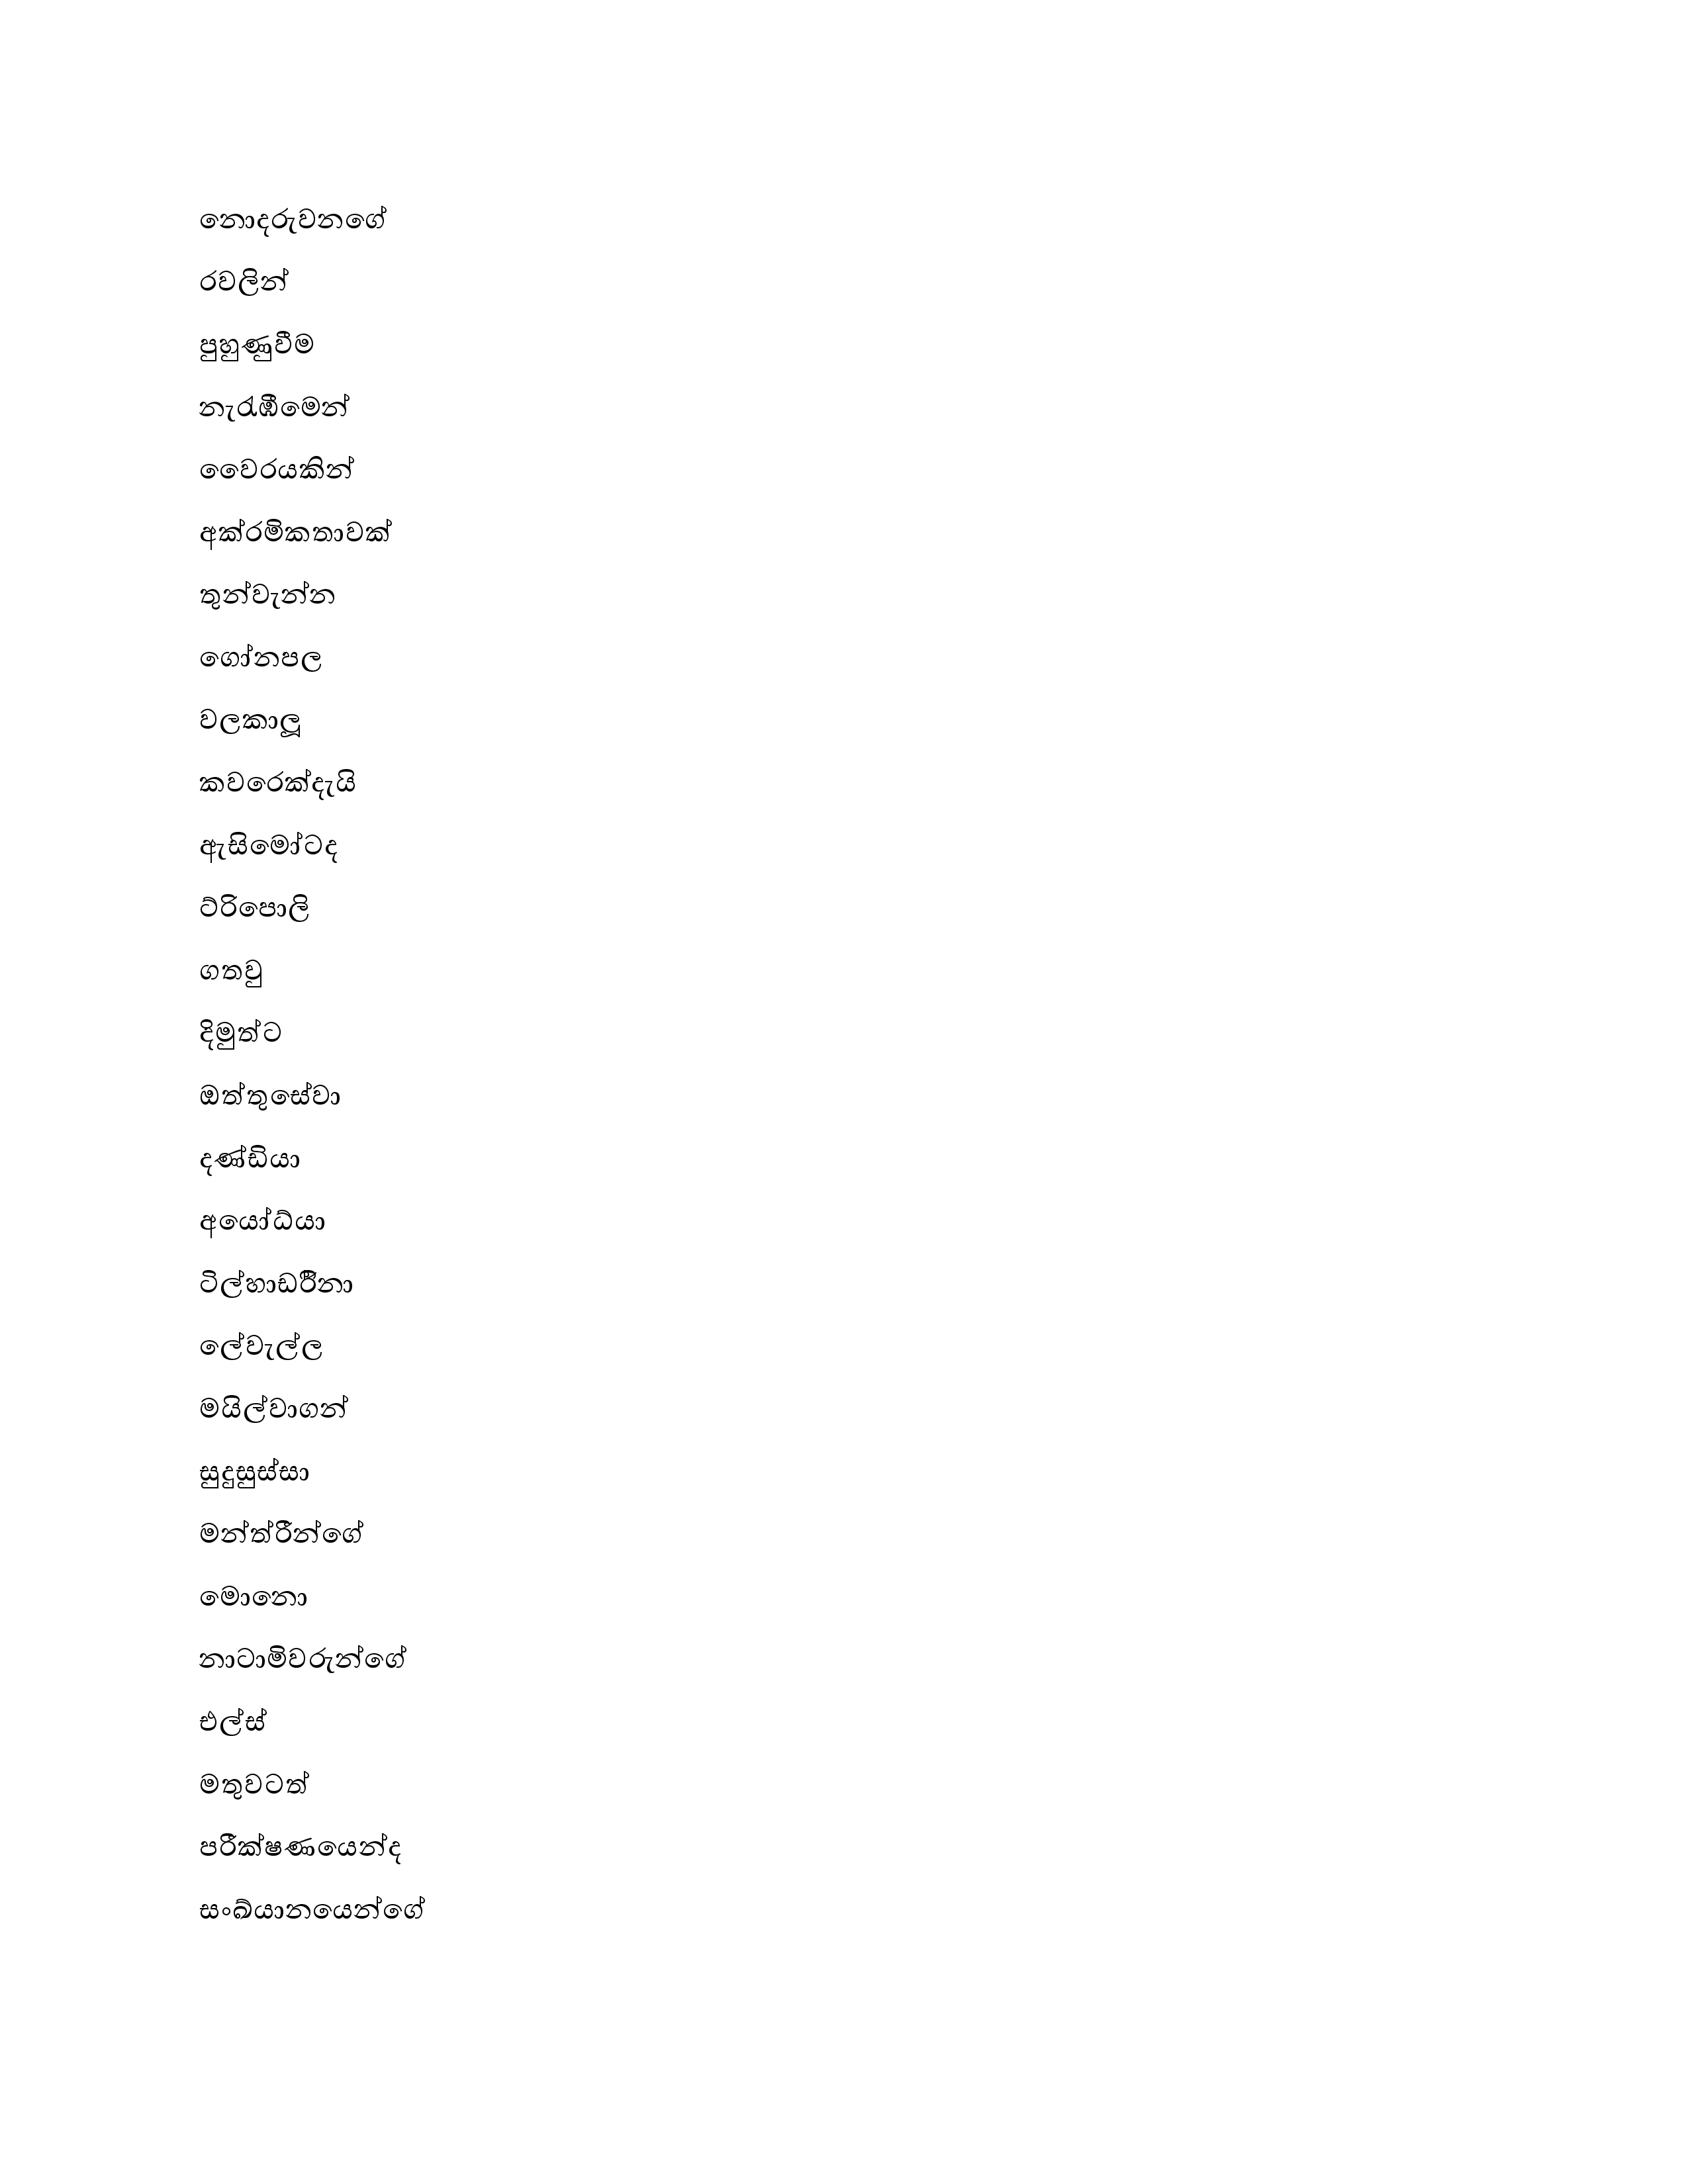 නොදරුවනගේ
රවලින්
පුහුණුවීම
නැරැඹීමෙන්
වෛරයකින්
අක්රමිකතාවක්
තුන්වැන්න
ගෝනපල
වලකාලූ
කවරෙක්දැයි
ඇසිමෝටද
ට්රිපොලි
ගතවු
දිමුත්ට
ඔත්තුසේවා
දණ්ඩියා
අයෝධ්යා
ටිල්හාඩරීිනා
ලේවැල්ල
මයිල්වාගන්
සුදුසුස්සා
මන්ත්රීන්ගේ
මොනො
නාටාමිවරුන්ගේ
එල්ස්
මතුවටත්
පරීක්ෂණයෙන්ද
සංඛ්යානයෙන්ගේ